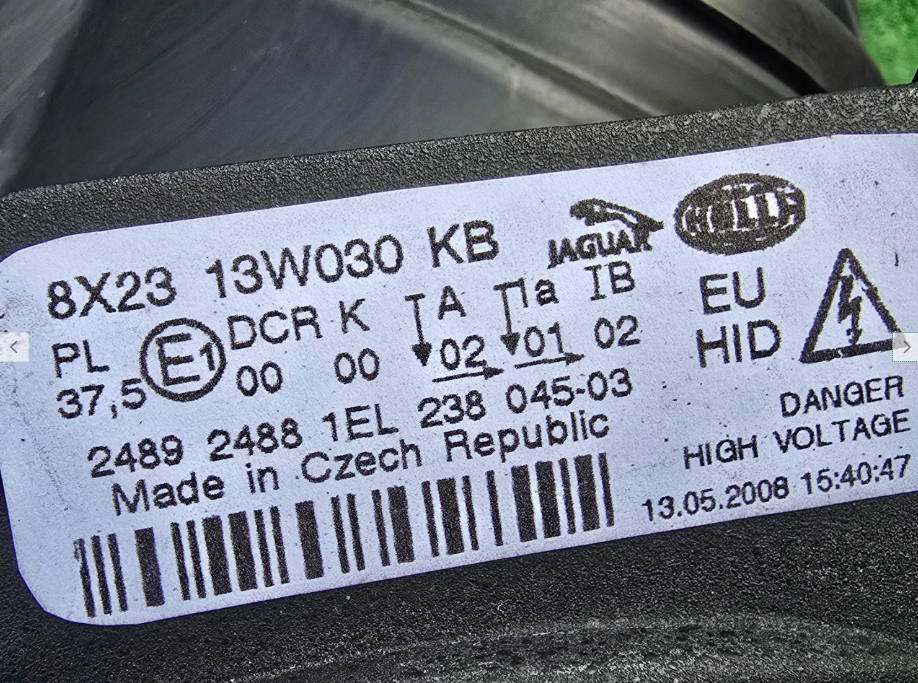 8X23 13W030 KB JAGUAR HELLA
PL E1 DCR K A 1a IB EU
37,5 00 00 02 01 02 HID
2489 2488 1EL 238 045-03 DANGER
Made in Czech Republic HIGH VOLTAGE
13.05.2008 15:40:47